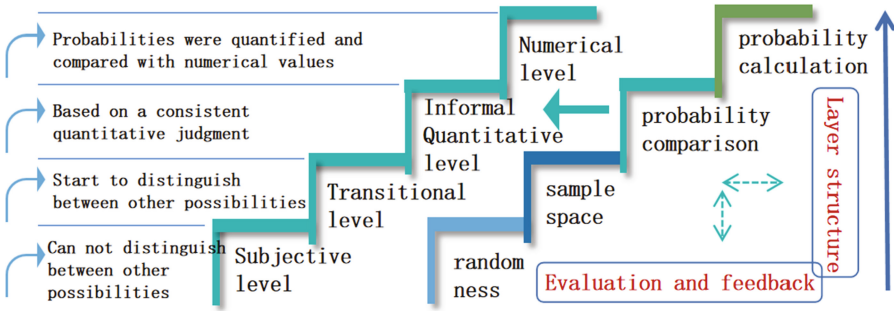 Probabilities were quantified and
compared with numerical values
Based on a consistent
quantitative judgment
Start to distinguish
between other possibilities
Can not distinguish
between other
possibilities
Numerical
level
Informal
Quantitative
level
Transitional
level
Subjective
level
probability
calculation
probability
comparison
sample
space
random
ness
Layer structure
Evaluation and feedback